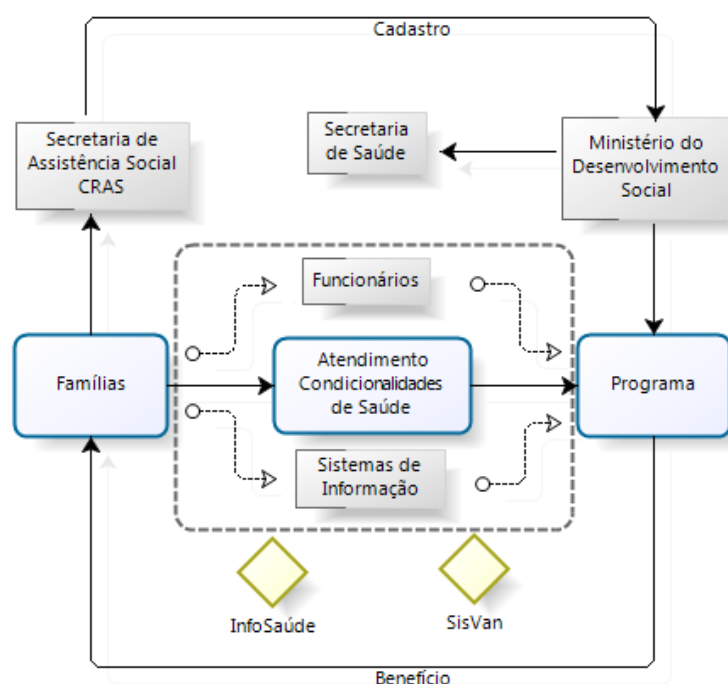 Cadastro
Secretaria de
Assistência Social
CRAS
Secretaria
de Saúde
Ministério do
Desenvolvimento
Social
Funcionários
Famílias
Atendimento
Condicionalidades
de Saúde
Programa
Sistemas de
Informação
InfoSaúde
SisVan
Benefício